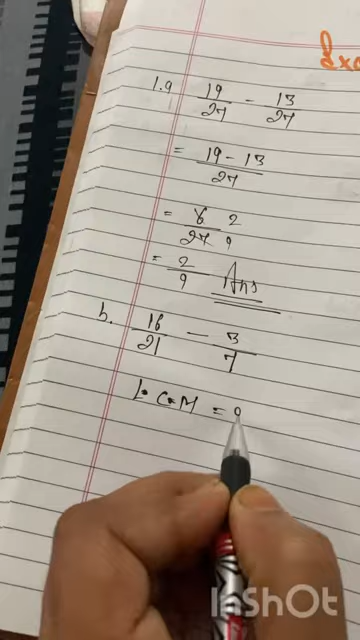 1.a 19/27 - 13/27
= 19 - 13/27
= 6/27 2/9
= 2/9 Ans
b. 16/21 - 3/7
L.C.M =
InShOt